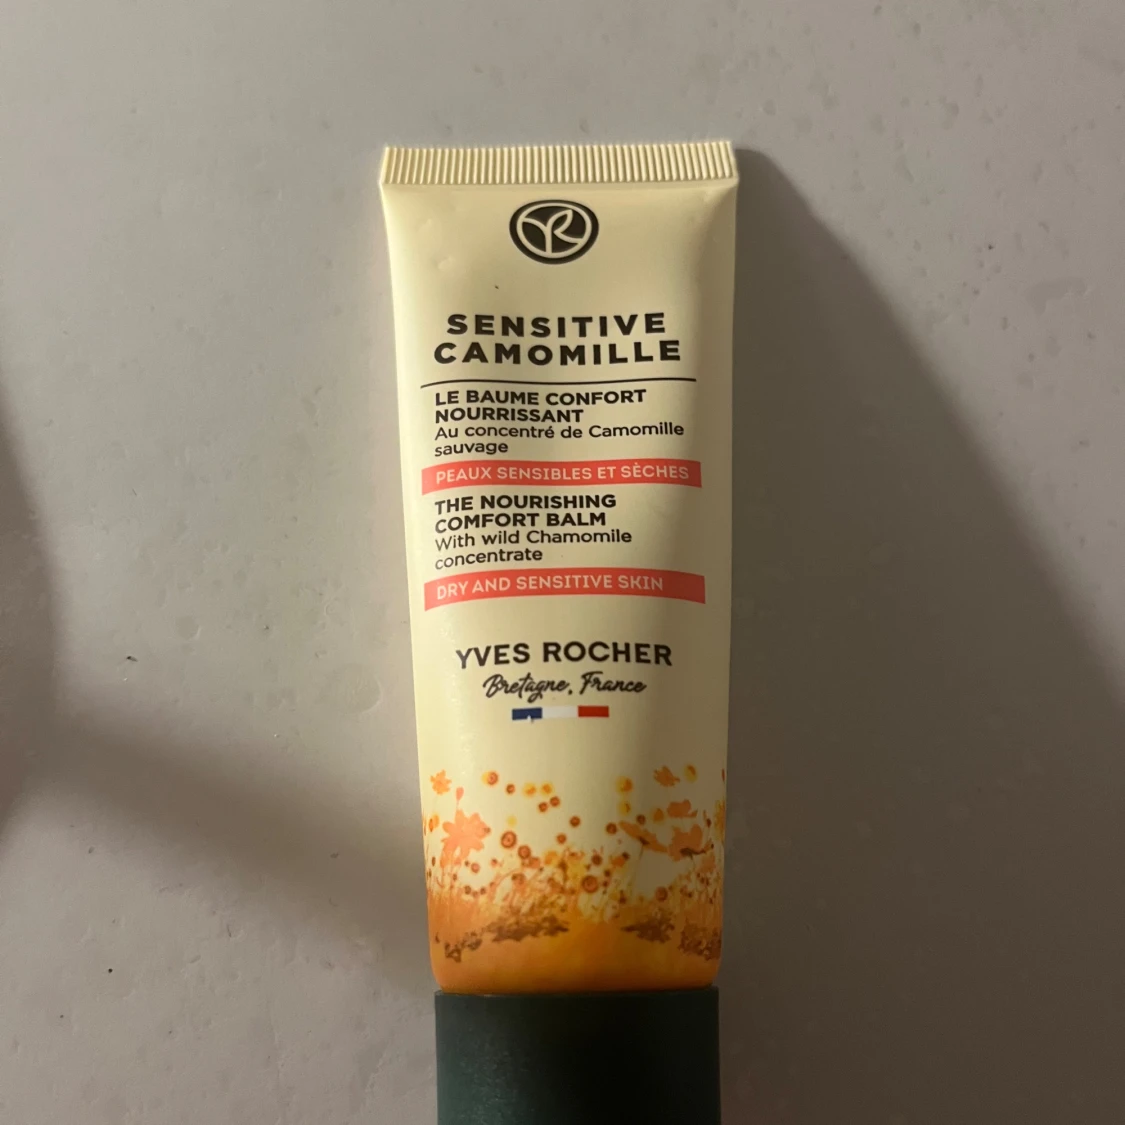 YR
SENSITIVE
CAMOMILLE
LE BAUME CONFORT
NOURRISSANT
Au concentré de Camomille
sauvage
PEAUX SENSIBLES ET SÈCHES
THE NOURISHING
COMFORT BALM
With wild Chamomile
concentrate
DRY AND SENSITIVE SKIN
YVES ROCHER
Bretagne, France